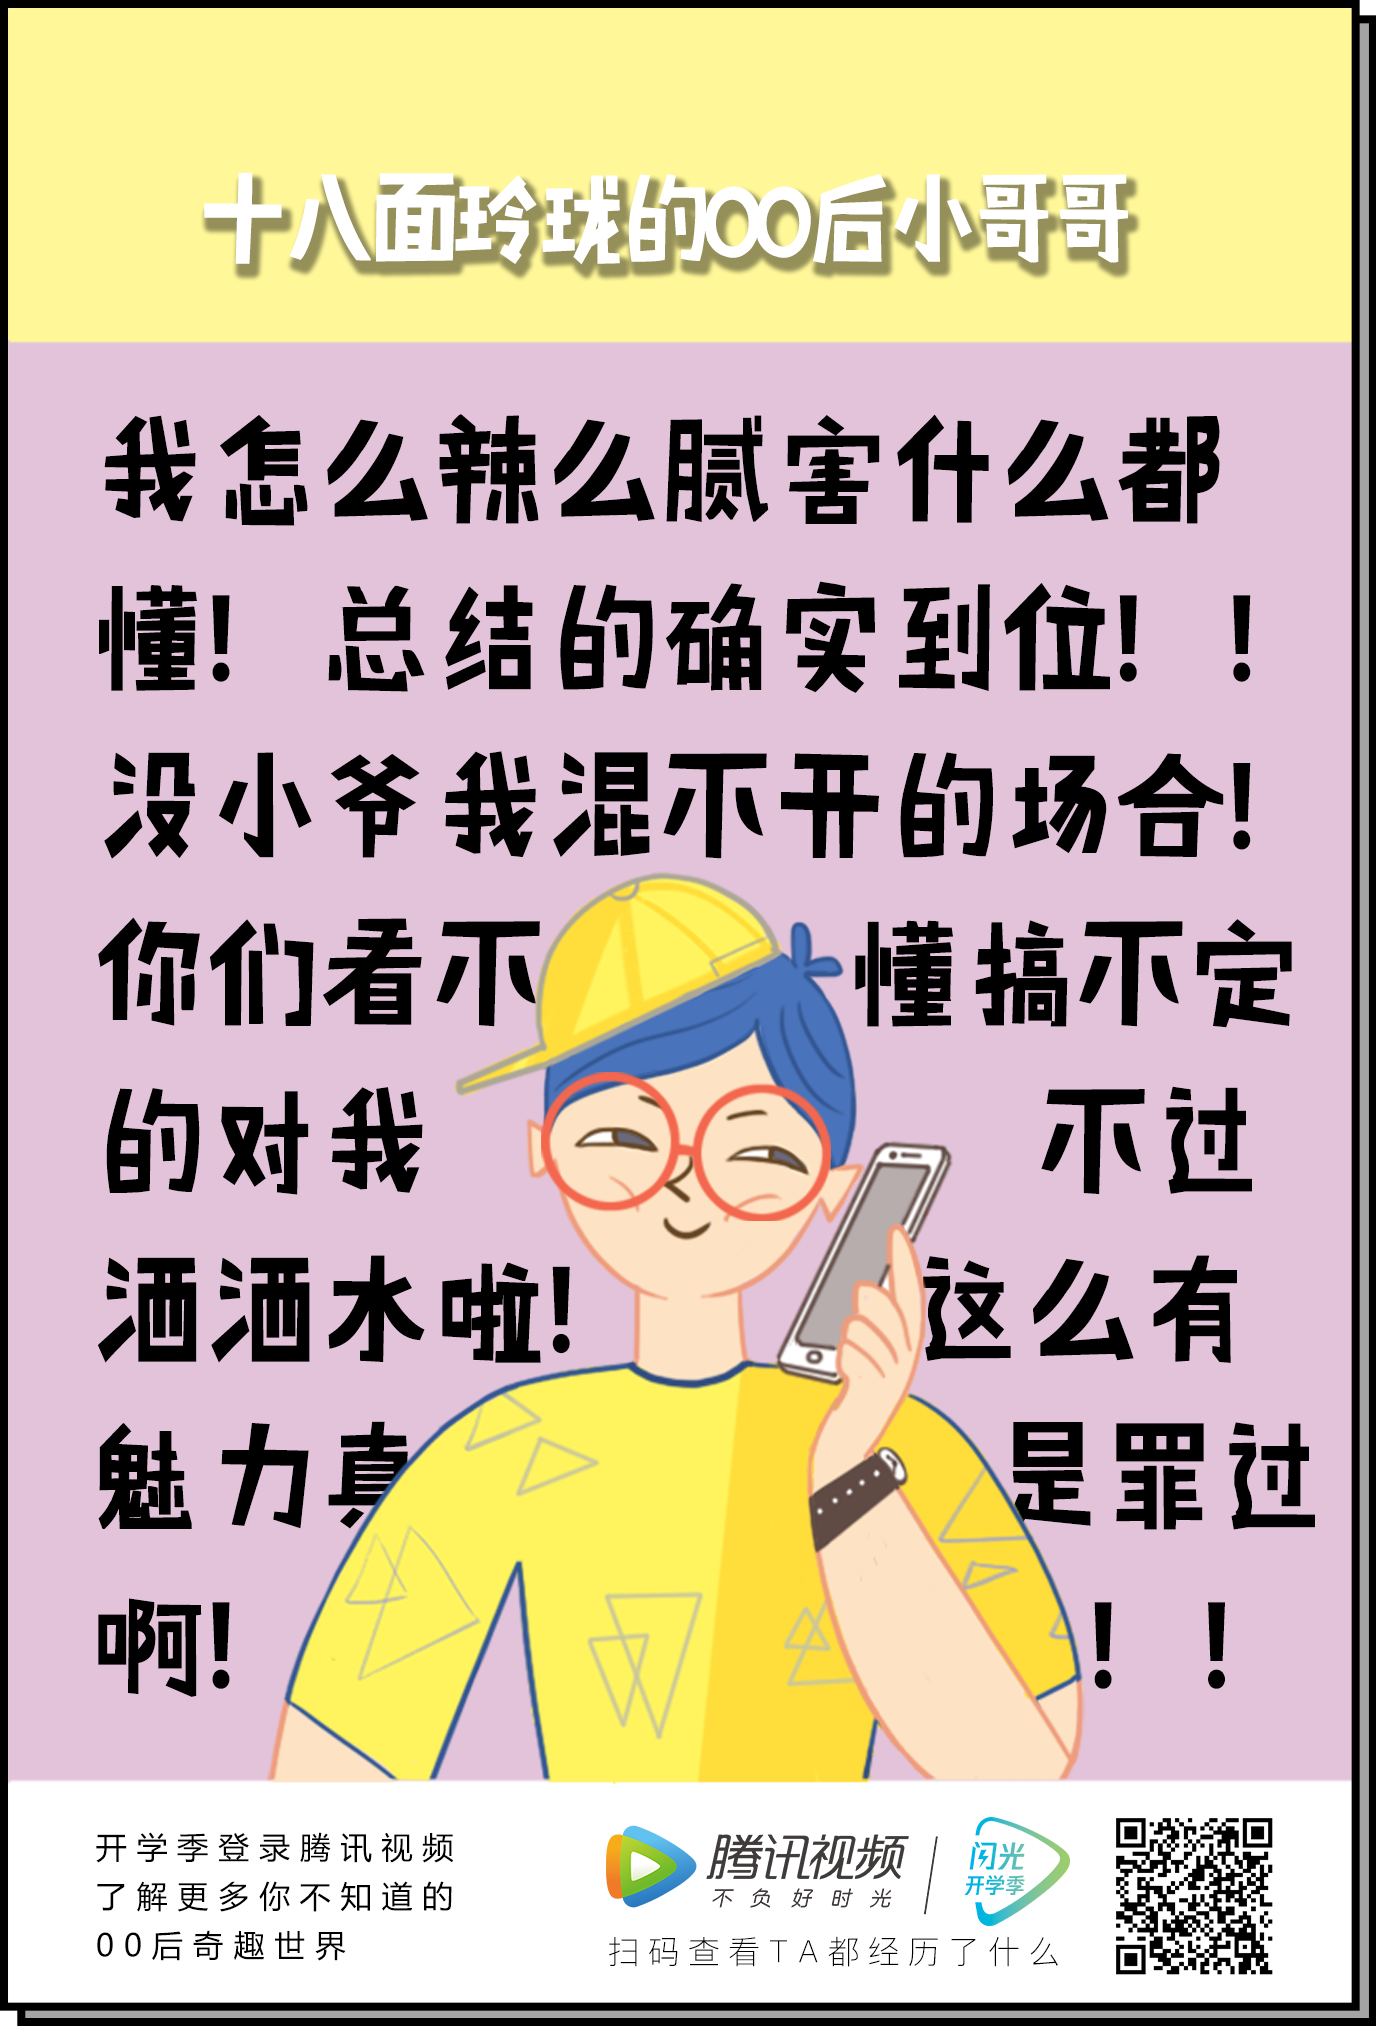 十八面玲珑的00后小哥哥
我怎么辣么腻害什么都
懂！总结的确实到位！！
没小爷我混不开的场合！
你们看不懂搞不定
的对我不过
洒洒水啦！这么有
魅力真是罪过
啊！！！
开学季登录腾讯视频
了解更多你不知道的
00后奇趣世界
腾讯视频
不负好时光
闪光
开学季
扫码查看TA都经历了什么